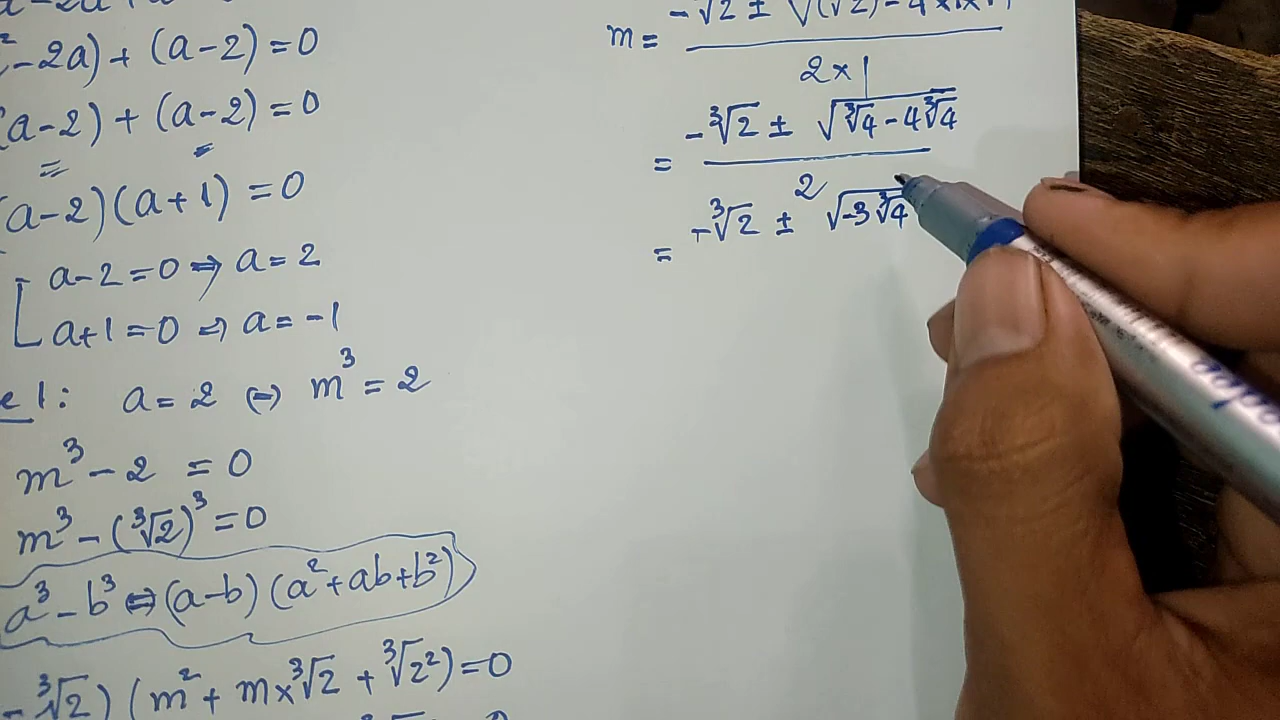 ² - 2a) + (a - 2) = 0
(a - 2) + (a - 2) = 0
(a - 2)(a + 1) = 0
a - 2 = 0 ⇒ a = 2
a + 1 = 0 ⇒ a = -1
e 1: a = 2 ⇔ m³ = 2
m³ - 2 = 0
m³ - (∛2)³ = 0
a³ - b³ ⇔ (a - b)(a² + ab + b²)
- ∛2)(m² + m × ∛2 + ∛2²) = 0
m =
2 × 1
= (-∛2 ± √(∛4 - 4∛4)) / 2
= -∛2 ± √(-3∛4)